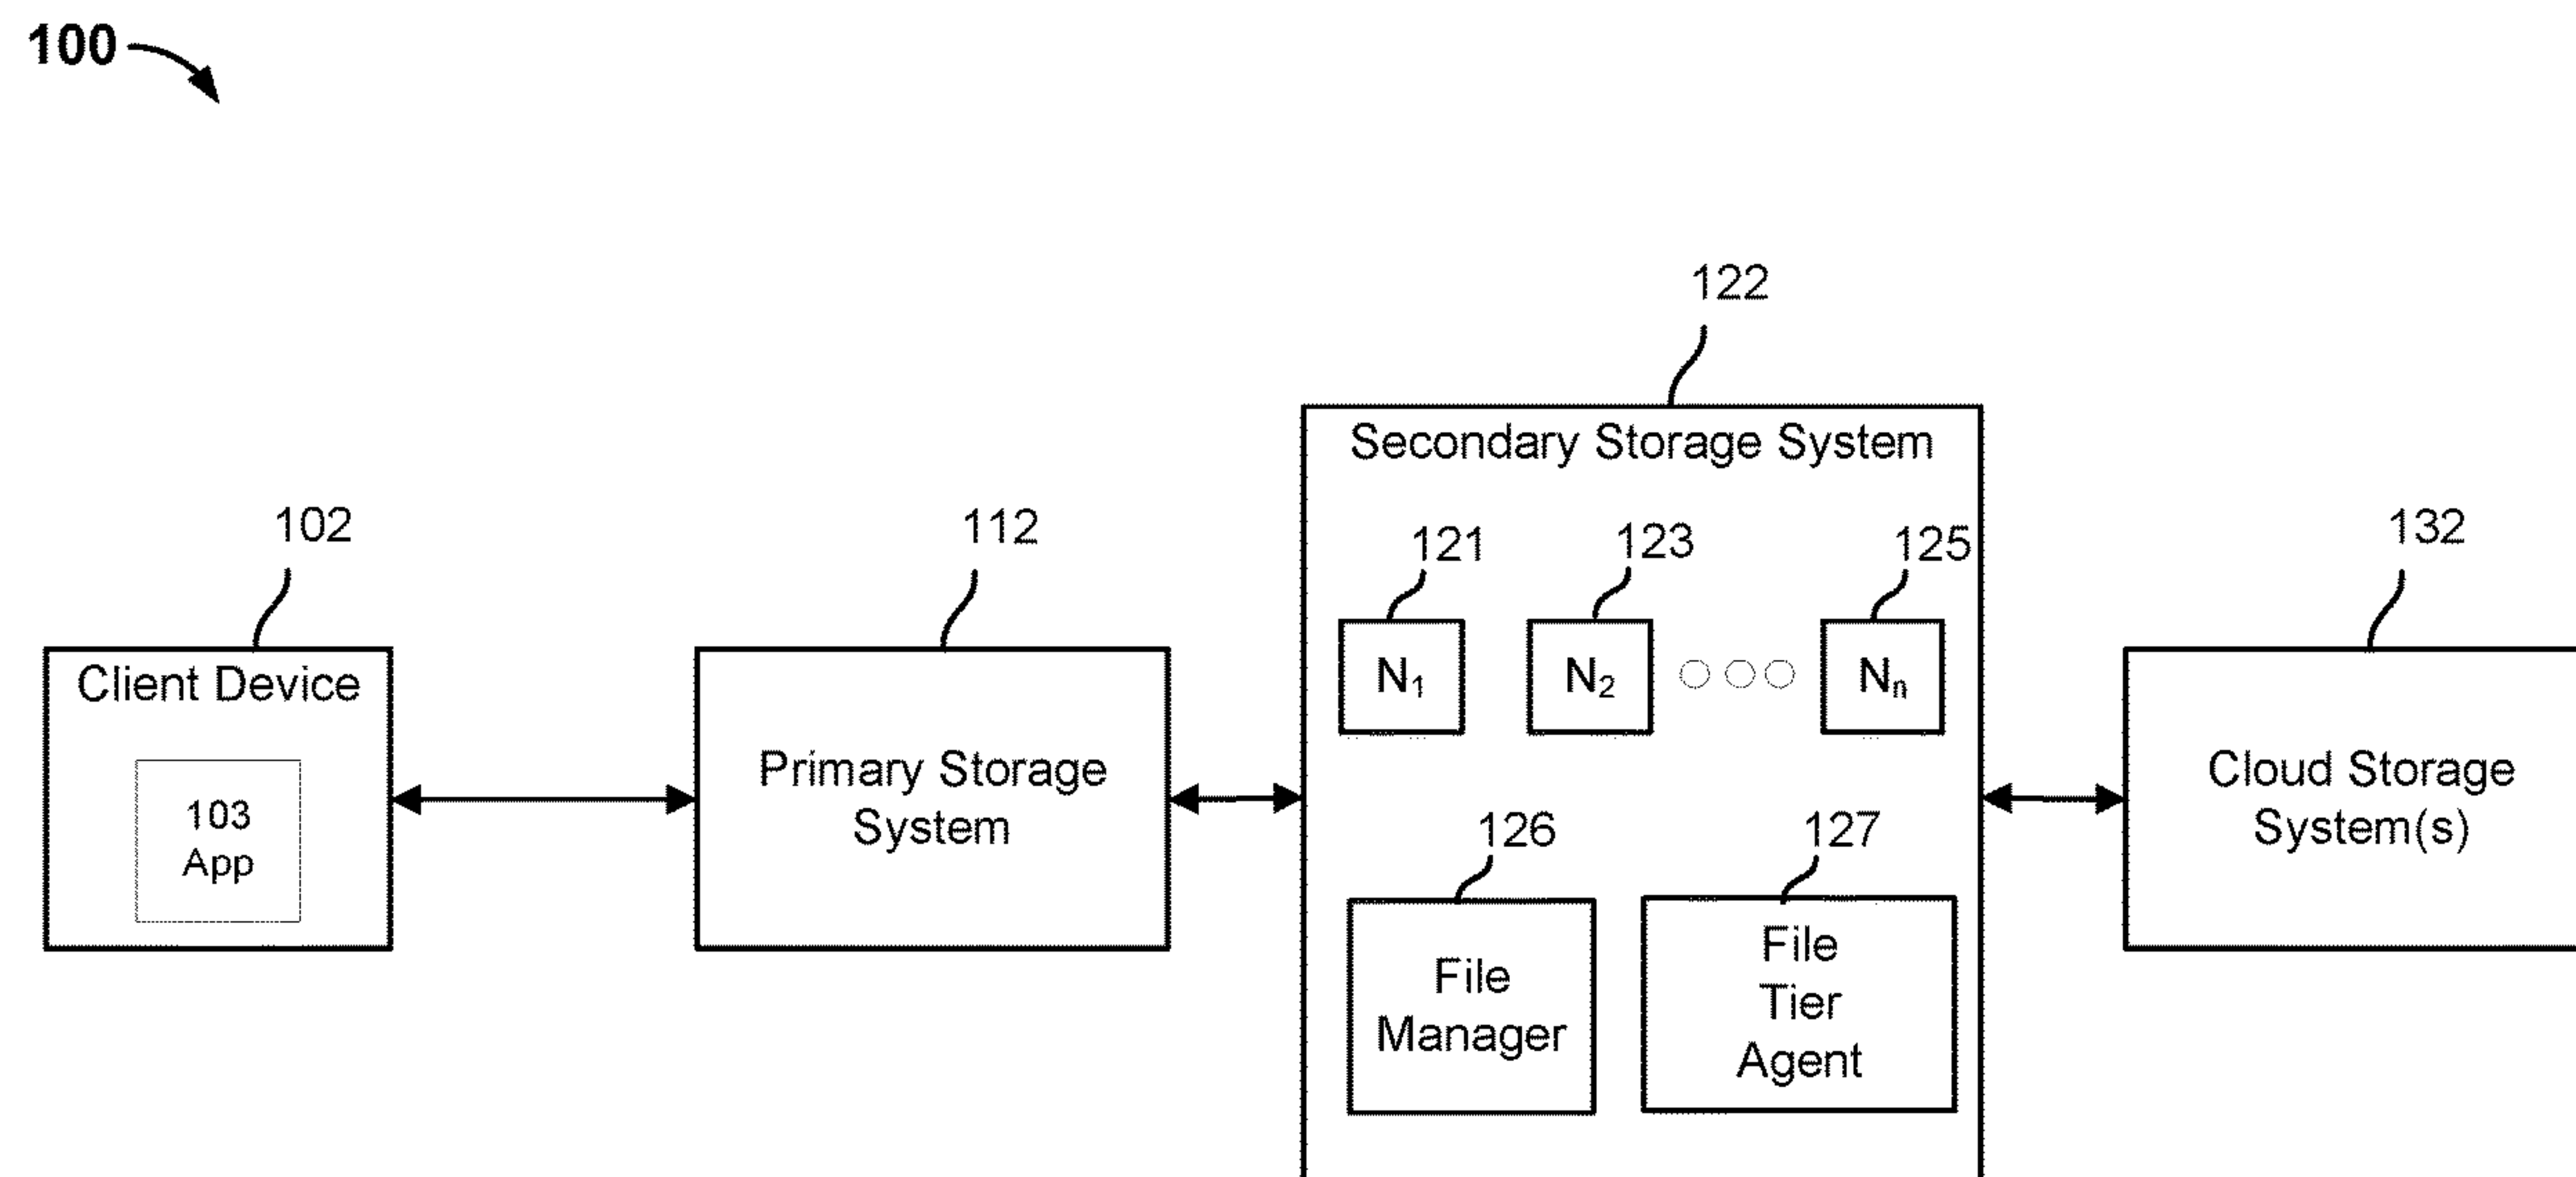 100
122
Secondary Storage System
102
112
121
123
125
132
Client Device
N₁
N₂
Nₙ
103
App
Primary Storage
System
Cloud Storage
System(s)
126
127
File
Manager
File
Tier
Agent